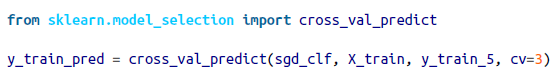 from sklearn.model_selection import cross_val_predict
y_train_pred = cross_val_predict(sgd_clf, X_train, y_train_5, cv=3)